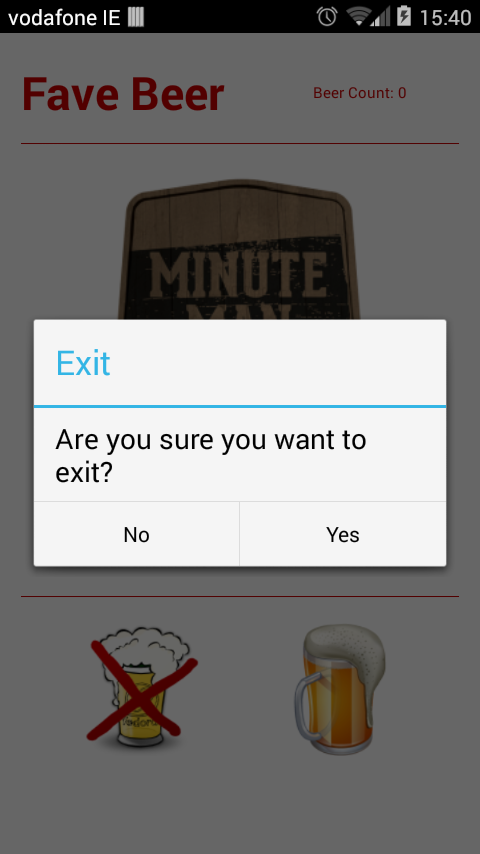 vodafone IE 15:40
Fave Beer Beer Count: 0
MINUTE
MAN
Exit
Are you sure you want to
exit?
No Yes